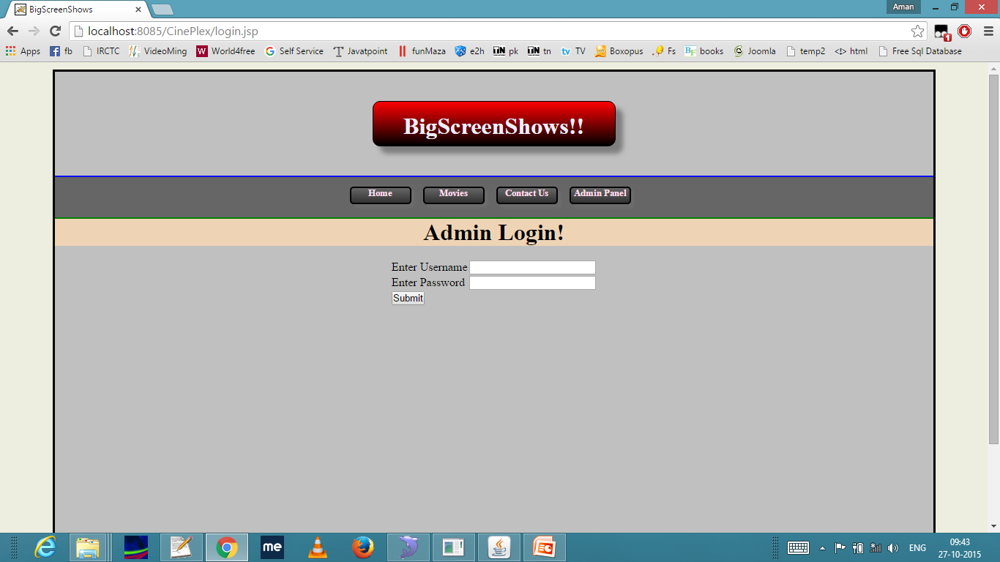 BigScreenShows
Aman
localhost:8085/CinePlex/login.jsp
1
Apps fb IRCTC VideoMing World4free Self Service Javatpoint funMaza e2h pk tn TV Boxopus Fs books Joomla temp2 html Free Sql Database
BigScreenShows!!
Home Movies Contact Us Admin Panel
Admin Login!
Enter Username
Enter Password
Submit
me
ENG
09:43
27-10-2015